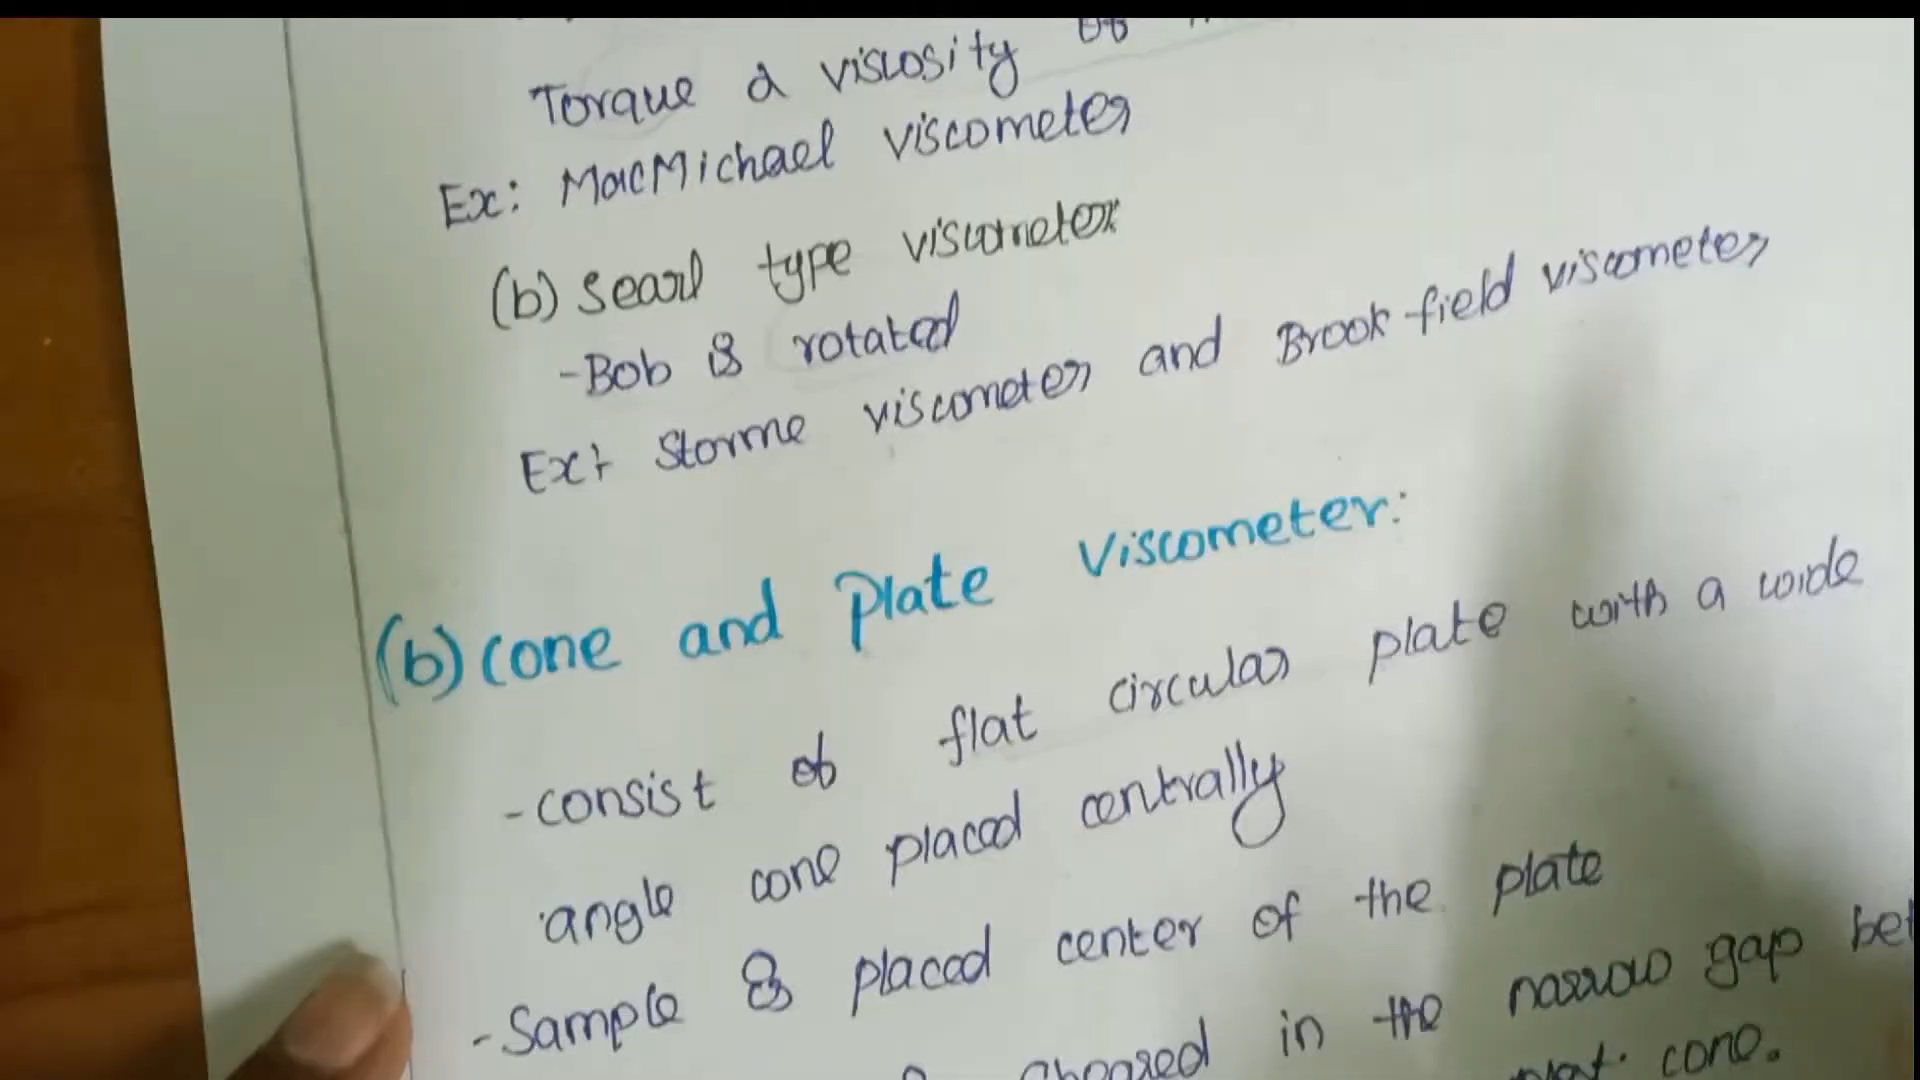 Torque α viscosity of
Ex: MacMichael viscometer
(b) Searl type viscometer
-Bob is rotated
Ex:- Storme viscometer and Brook-field viscometer
(b) Cone and Plate Viscometer:
-consist of flat circular plate with a wide
angle cone placed centrally
-Sample is placed center of the plate
sheared in the narrow gap bet
cone.